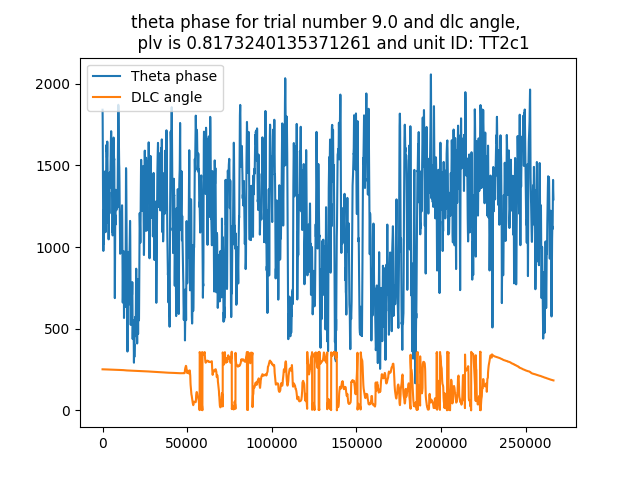 theta phase for trial number 9.0 and dlc angle,
plv is 0.8173240135371261 and unit ID: TT2c1
Theta phase
DLC angle
2000
1500
1000
500
0
0
50000
100000
150000
200000
250000